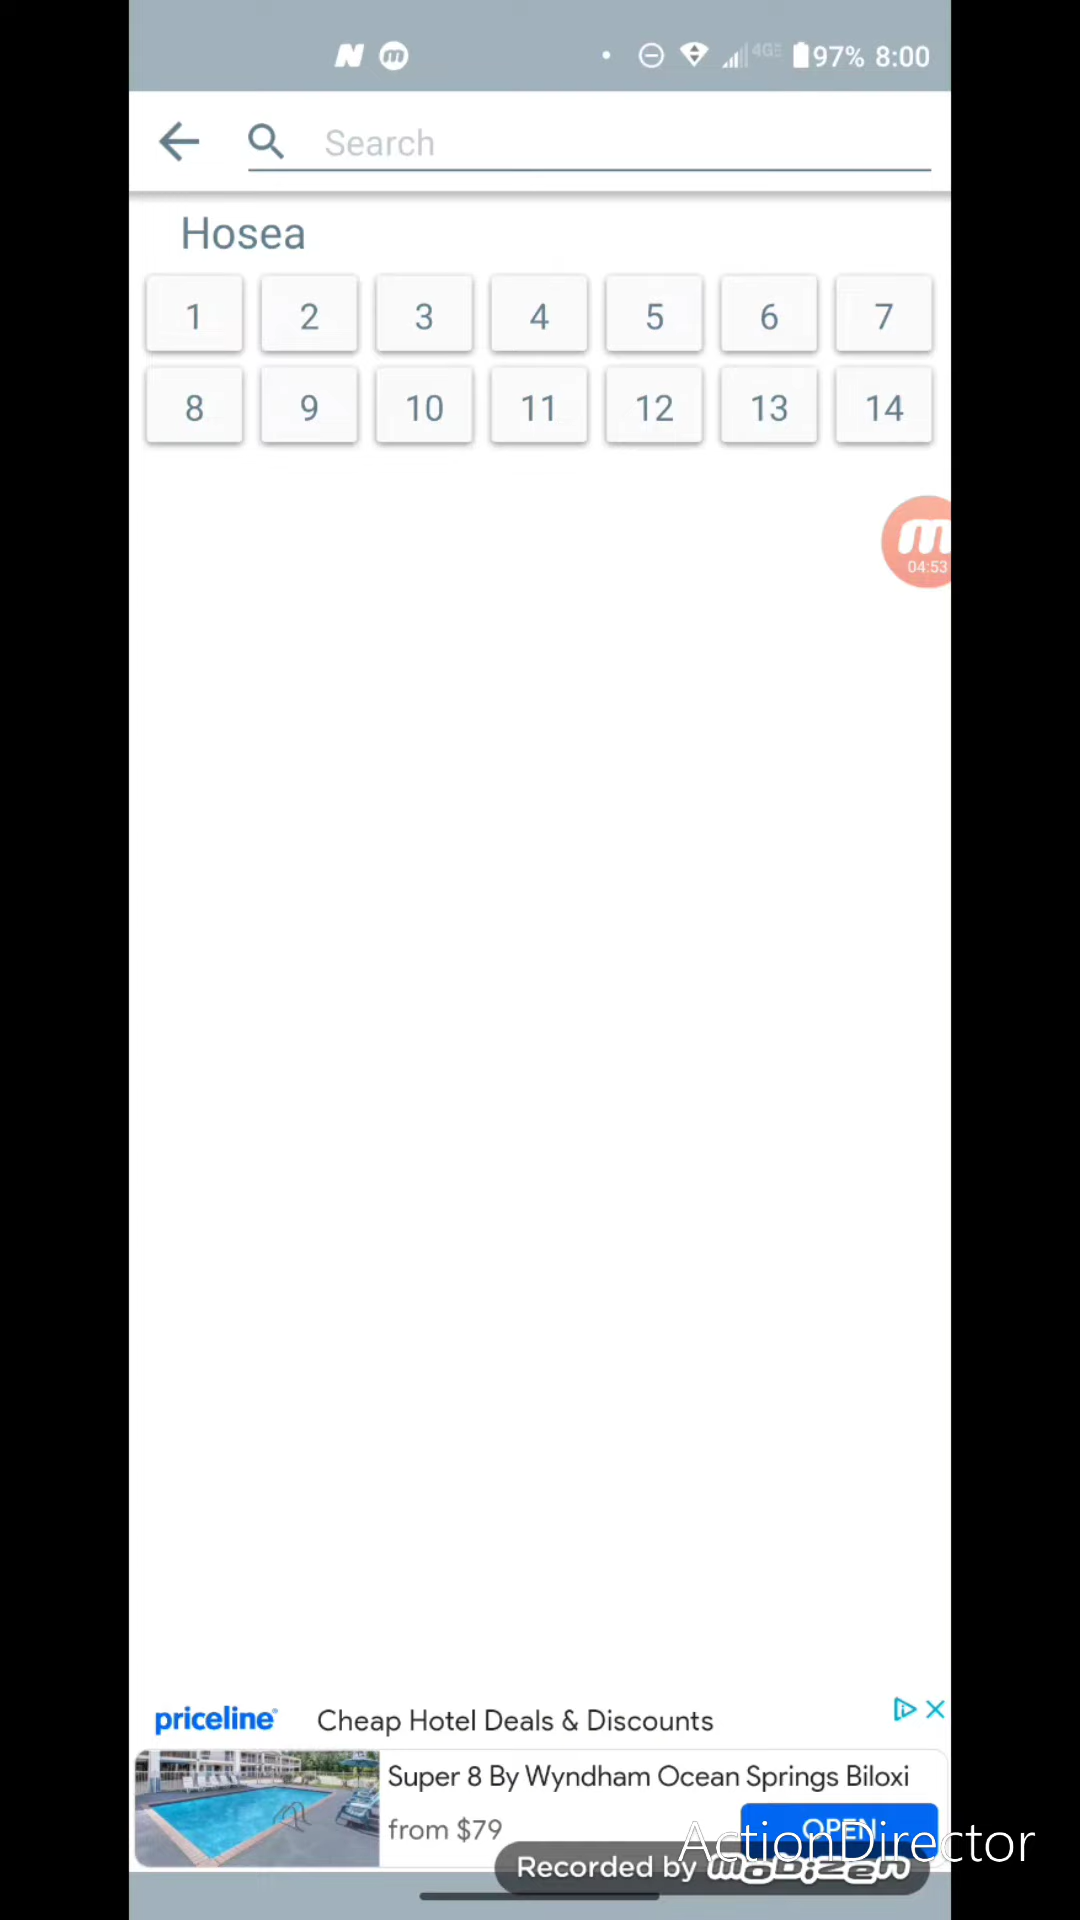 N m 4GE 97% 8:00
Search
Hosea
1 2 3 4 5 6 7
8 9 10 11 12 13 14
m
04:53
priceline Cheap Hotel Deals & Discounts
Super 8 By Wyndham Ocean Springs Biloxi
from $79 OPEN
ActionDirector
Recorded by mobizen